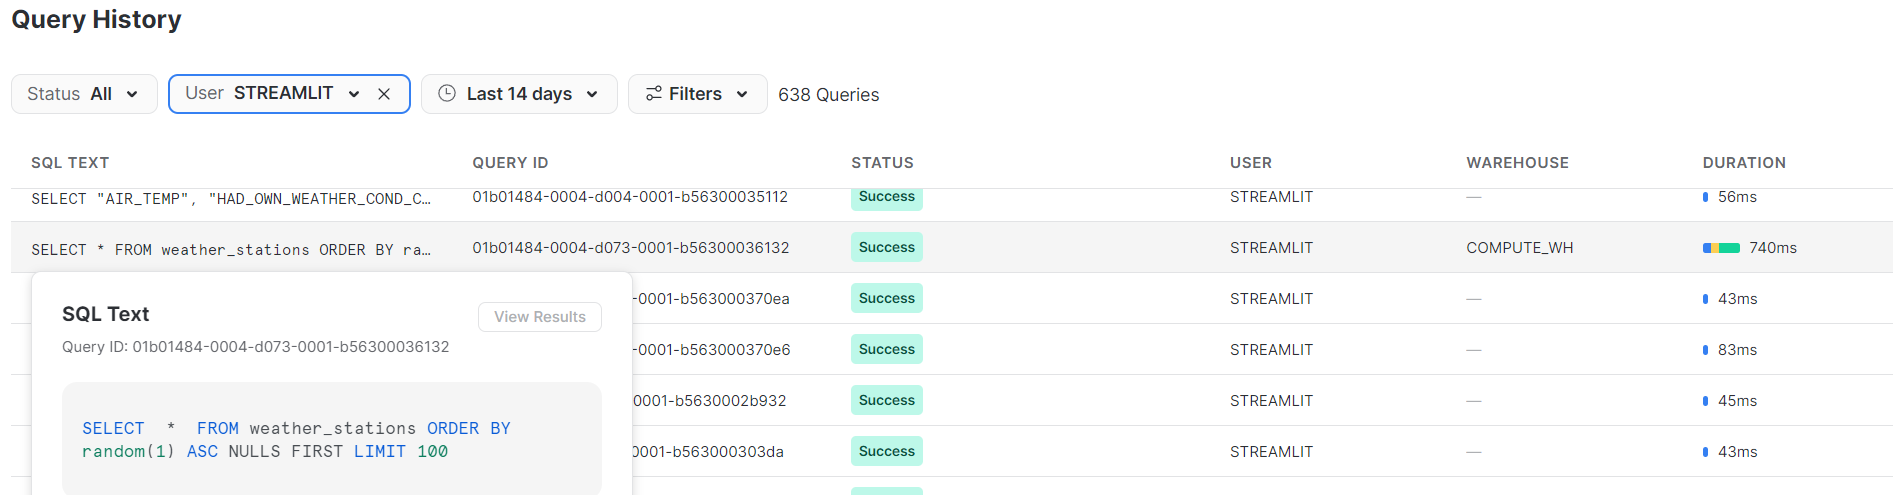 Query History
Status All
User STREAMLIT
Last 14 days
Filters
638 Queries
SQL TEXT QUERY ID STATUS USER WAREHOUSE DURATION
SELECT "AIR_TEMP", "HAD_OWN_WEATHER_COND_C… 01b01484-0004-d004-0001-b56300035112 Success STREAMLIT — 56ms
SELECT * FROM weather_stations ORDER BY ra… 01b01484-0004-d073-0001-b56300036132 Success STREAMLIT COMPUTE_WH 740ms
-0001-b563000370ea Success STREAMLIT — 43ms
-0001-b563000370e6 Success STREAMLIT — 83ms
0001-b5630002b932 Success STREAMLIT — 45ms
0001-b563000303da Success STREAMLIT — 43ms
SQL Text
View Results
Query ID: 01b01484-0004-d073-0001-b56300036132
SELECT * FROM weather_stations ORDER BY
random(1) ASC NULLS FIRST LIMIT 100